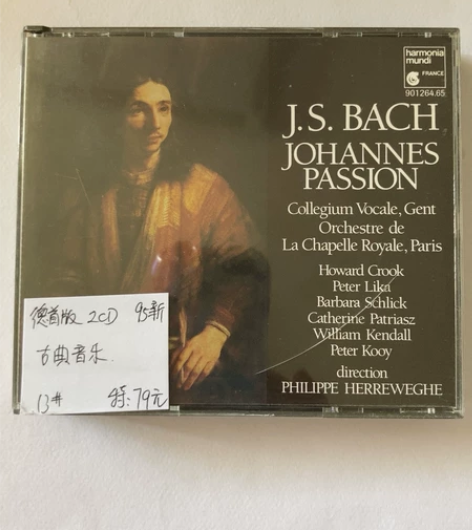 harmonia
mundi
FRANCE
901264.65
J.S. BACH
JOHANNES
PASSION
Collegium Vocale, Gent
Orchestre de
La Chapelle Royale, Paris
Howard Crook
Peter Lika
Barbara Schlick
Catherine Patriasz
William Kendall
Peter Kooy
direction
PHILIPPE HERREWEGHE
德首版 2CD 95新
古典音乐.
13# 特:79元